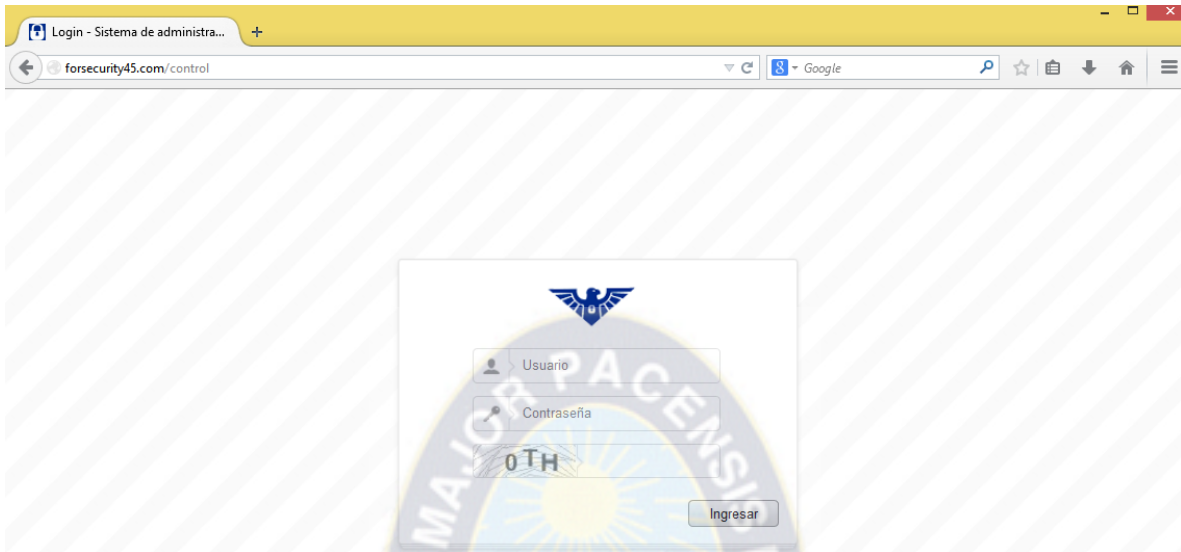 Login - Sistema de administra...
forsecurity45.com/control
Google
MAJOR PACENSIS
Usuario
Contraseña
0TH
Ingresar